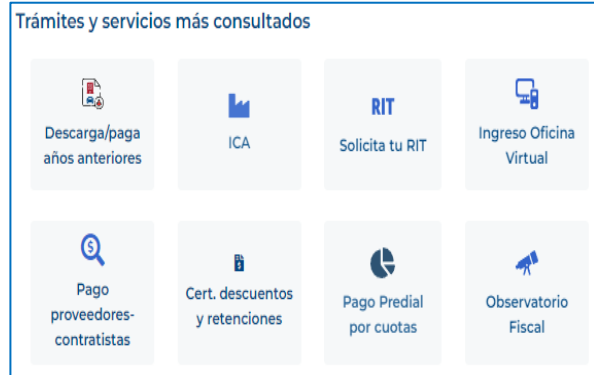 Trámites y servicios más consultados
Descarga/paga
años anteriores
ICA
RIT
Solicita tu RIT
Ingreso Oficina
Virtual
Pago
proveedores-
contratistas
Cert. descuentos
y retenciones
Pago Predial
por cuotas
Observatorio
Fiscal